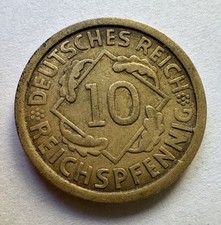 DEUTSCHES REICH
10
REICHSPFENNIG